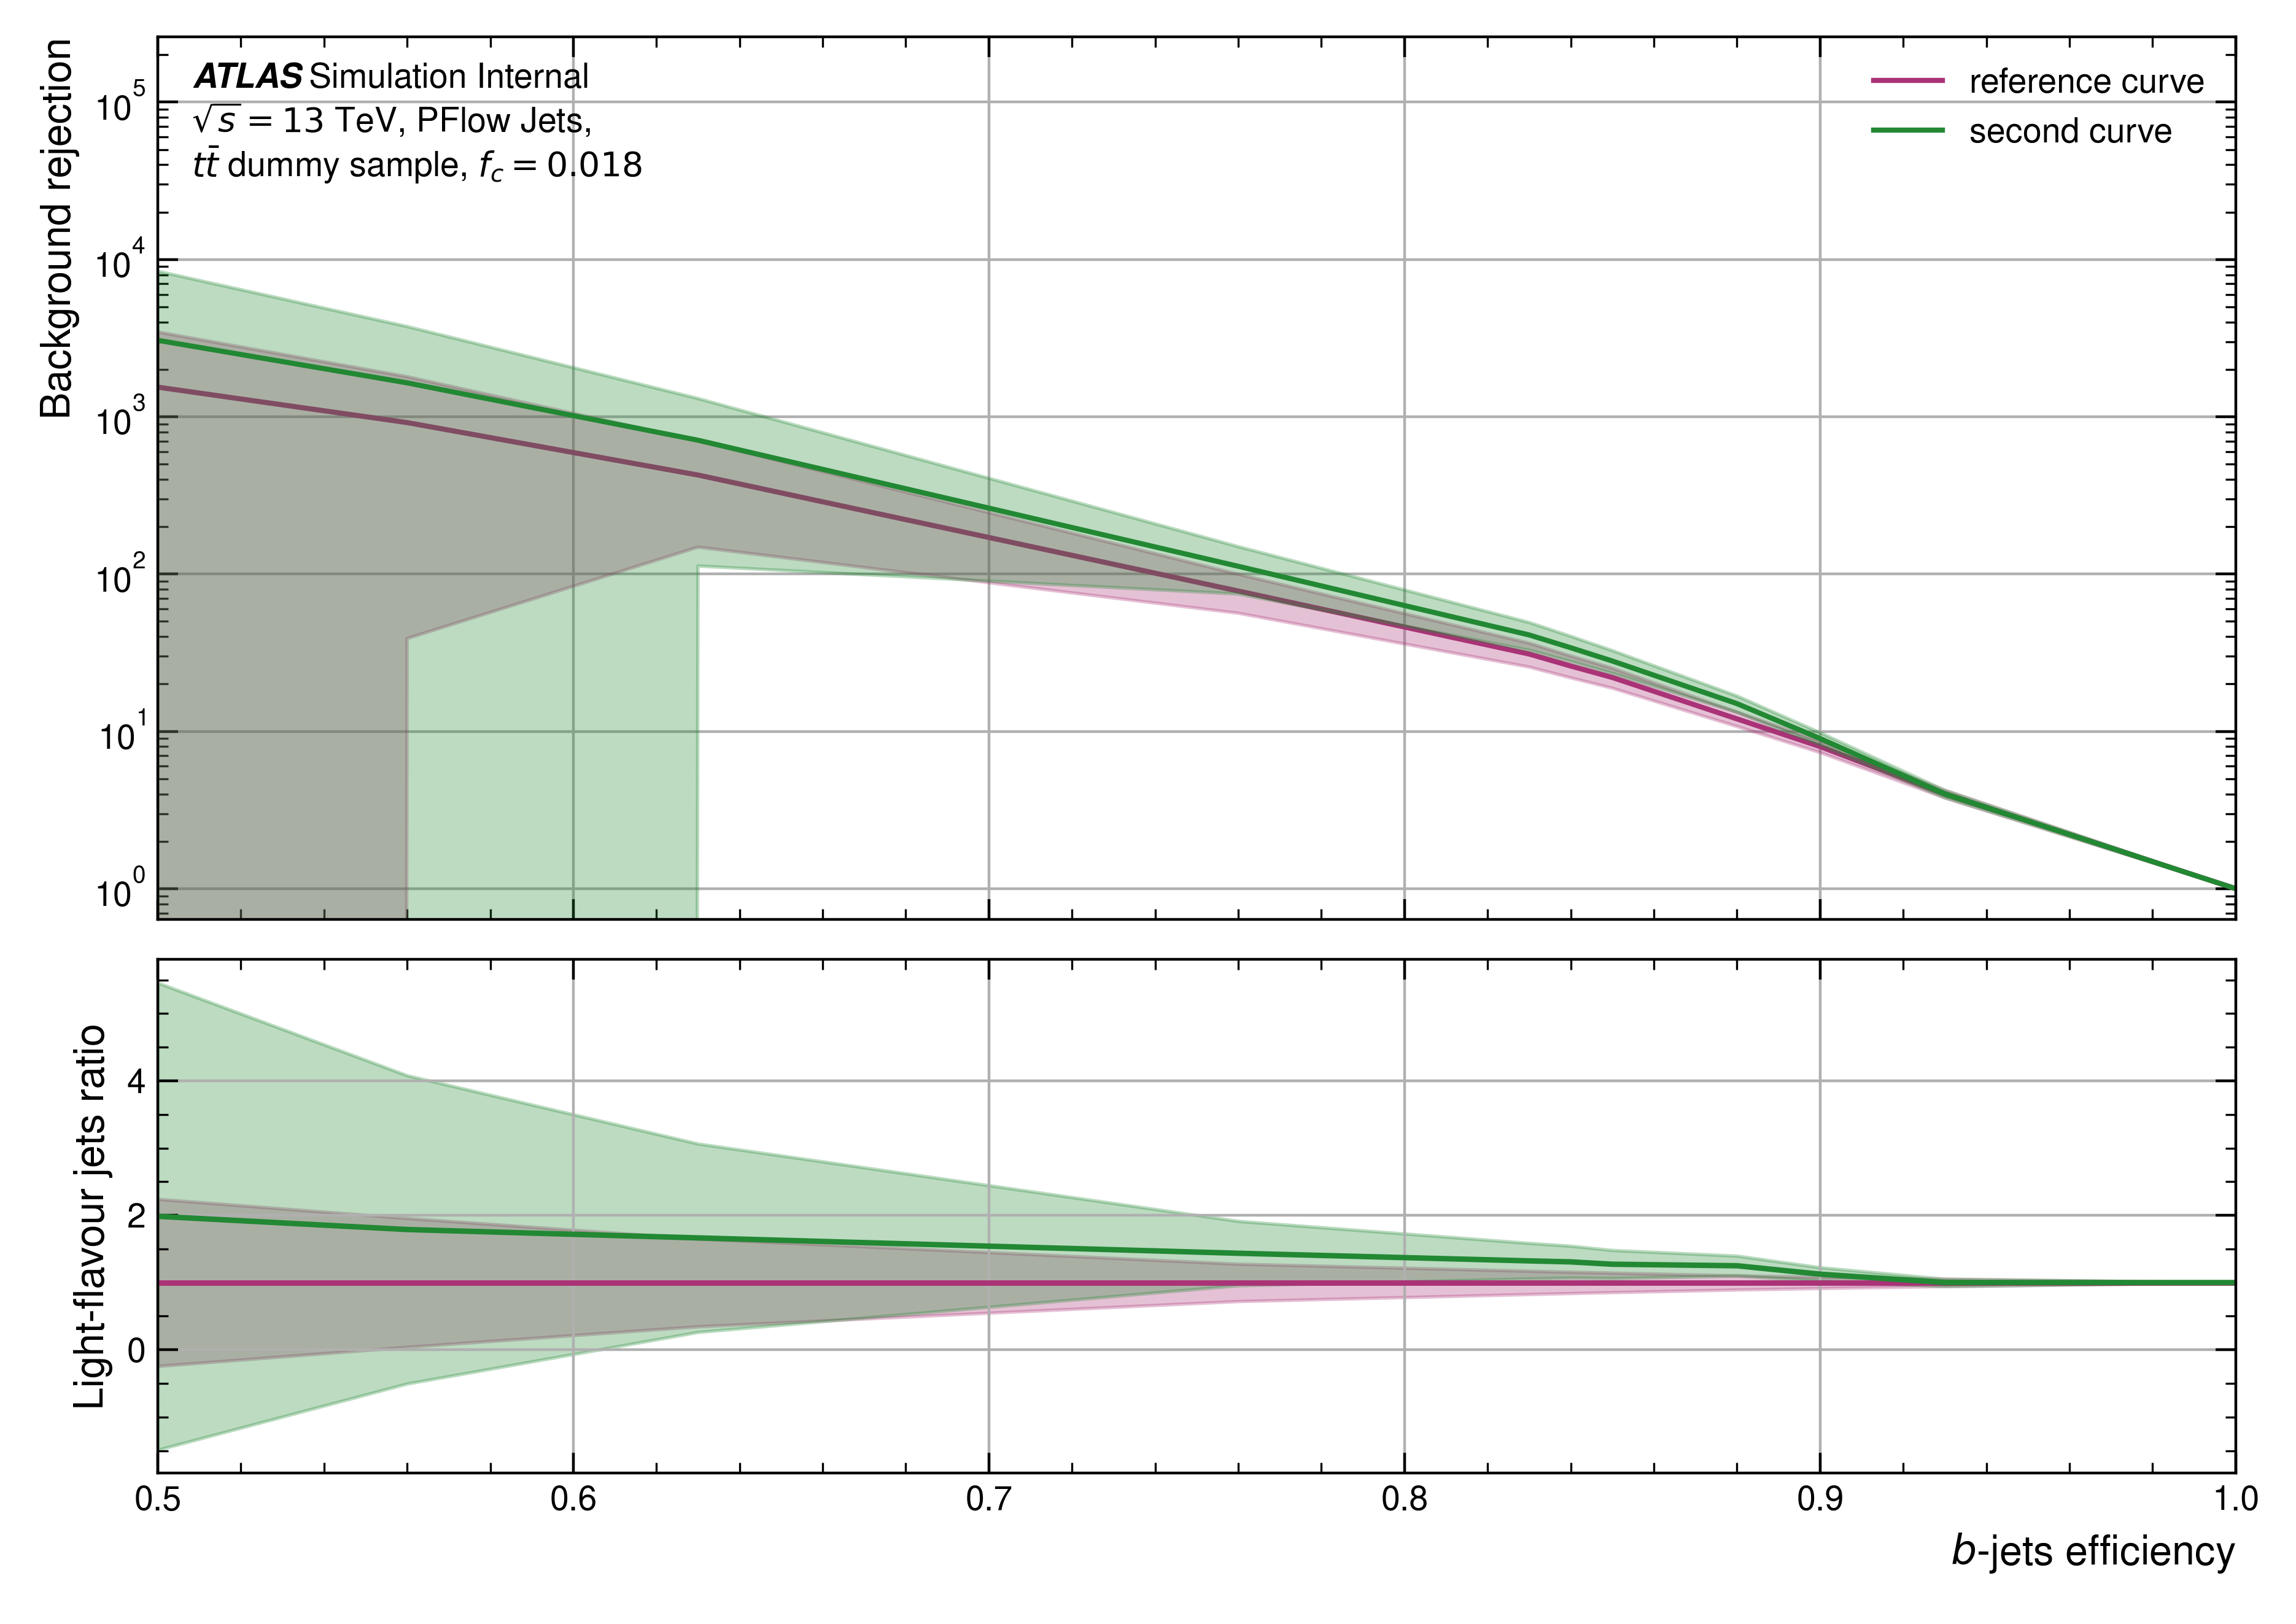 Background rejection
10^5
10^4
10^3
10^2
10^1
10^0
ATLAS Simulation Internal
√s = 13 TeV, PFlow Jets,
tt̄ dummy sample, f_c = 0.018
reference curve
second curve
Light-flavour jets ratio
4
2
0
0.5 0.6 0.7 0.8 0.9 1.0
b-jets efficiency